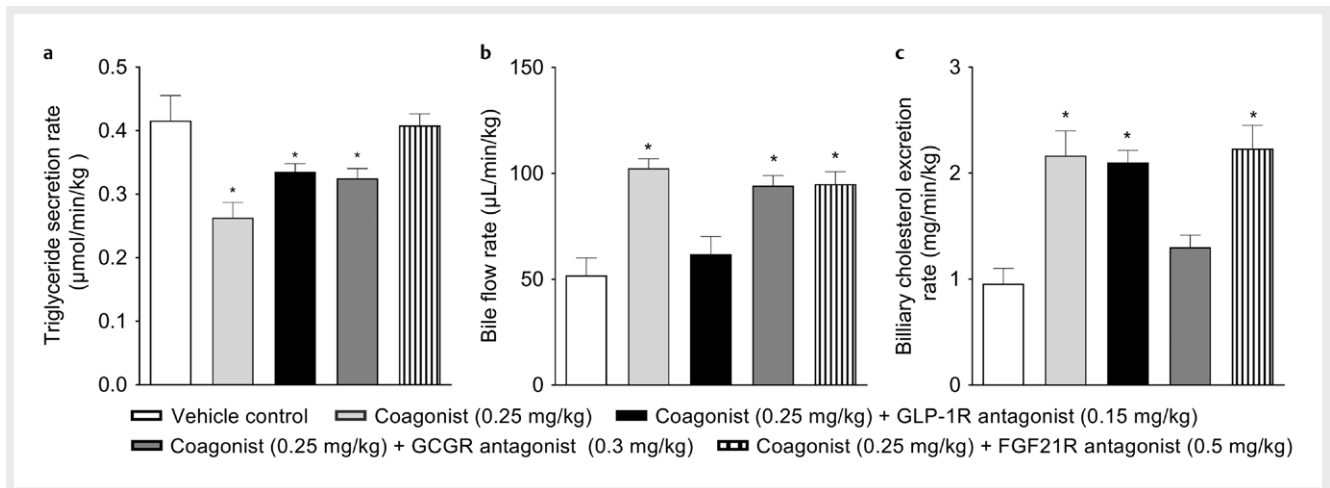 a
Triglyceride secretion rate
(µmol/min/kg )
0.5
0.4
0.3
0.2
0.1
0.0
*
*
*
b
Bile flow rate (µL/min/kg)
150
100
50
0
*
*
*
c
Billiary cholesterol excretion
rate (mg/min/kg)
3
2
1
0
*
*
*
Vehicle control
Coagonist (0.25 mg/kg)
Coagonist (0.25 mg/kg) + GLP-1R antagonist (0.15 mg/kg)
Coagonist (0.25 mg/kg) + GCGR antagonist (0.3 mg/kg)
Coagonist (0.25 mg/kg) + FGF21R antagonist (0.5 mg/kg)